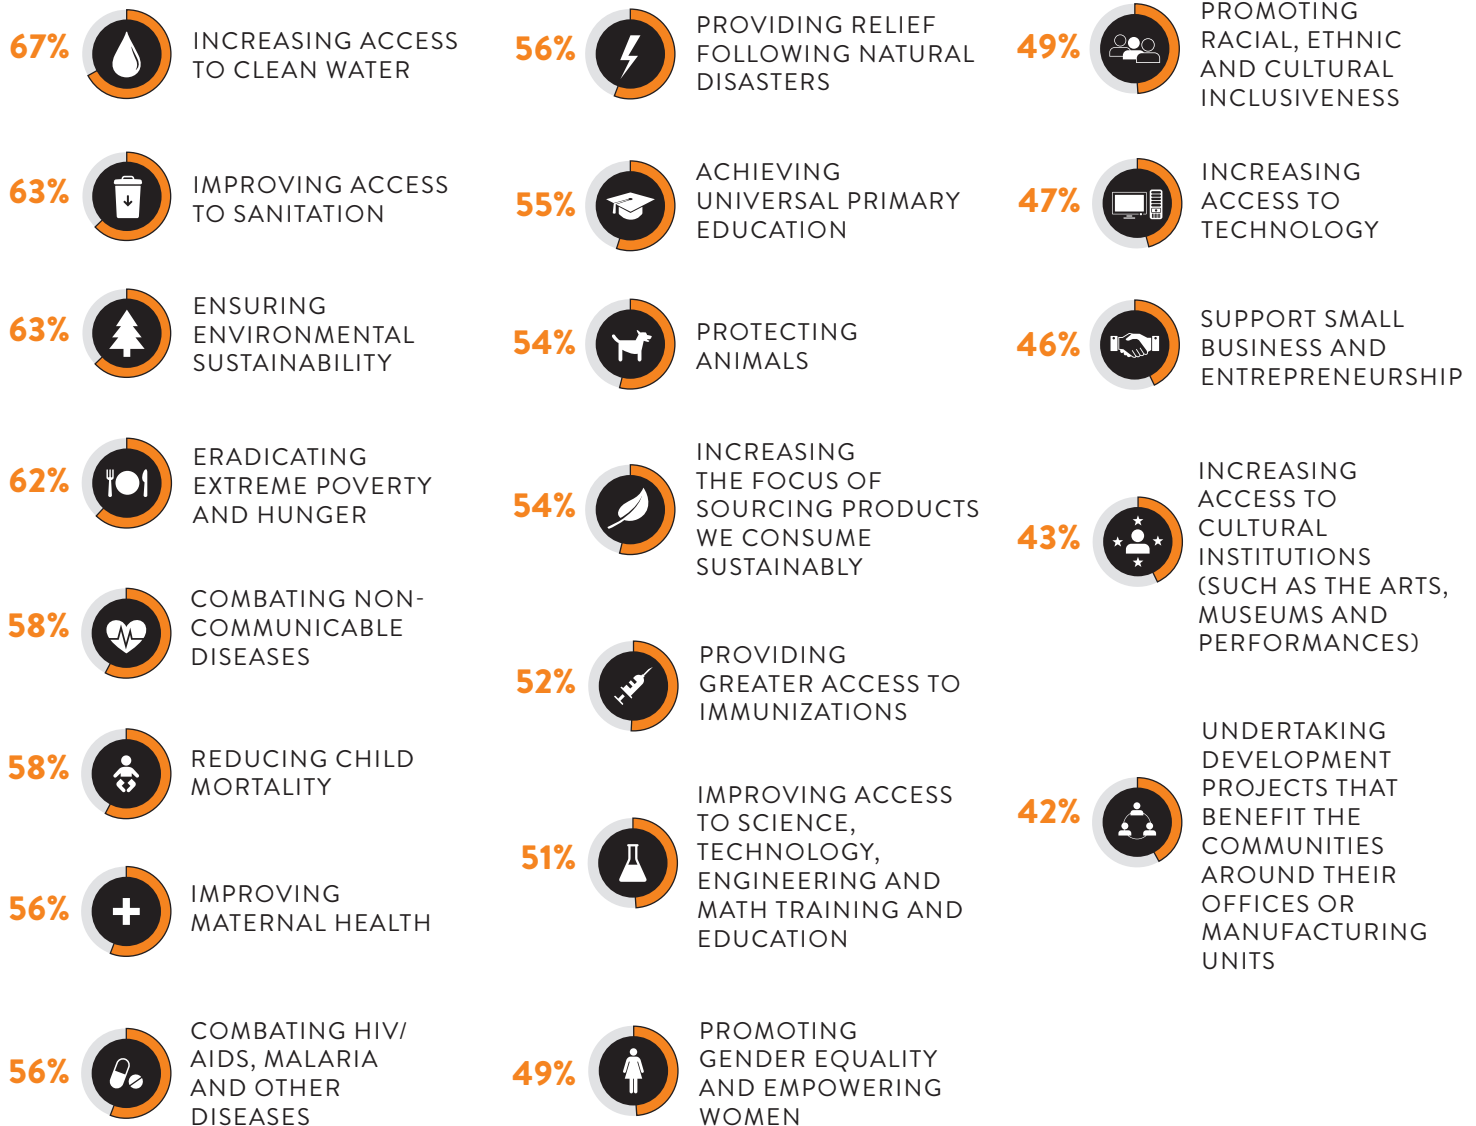 67%
INCREASING ACCESS
TO CLEAN WATER
63%
IMPROVING ACCESS
TO SANITATION
63%
ENSURING
ENVIRONMENTAL
SUSTAINABILITY
62%
ERADICATING
EXTREME POVERTY
AND HUNGER
58%
COMBATING NON-
COMMUNICABLE
DISEASES
58%
REDUCING CHILD
MORTALITY
56%
IMPROVING
MATERNAL HEALTH
56%
COMBATING HIV/
AIDS, MALARIA
AND OTHER
DISEASES
56%
PROVIDING RELIEF
FOLLOWING NATURAL
DISASTERS
55%
ACHIEVING
UNIVERSAL PRIMARY
EDUCATION
54%
PROTECTING
ANIMALS
54%
INCREASING
THE FOCUS OF
SOURCING PRODUCTS
WE CONSUME
SUSTAINABLY
52%
PROVIDING
GREATER ACCESS TO
IMMUNIZATIONS
51%
IMPROVING ACCESS
TO SCIENCE,
TECHNOLOGY,
ENGINEERING AND
MATH TRAINING AND
EDUCATION
49%
PROMOTING
GENDER EQUALITY
AND EMPOWERING
WOMEN
49%
PROMOTING
RACIAL, ETHNIC
AND CULTURAL
INCLUSIVENESS
47%
INCREASING
ACCESS TO
TECHNOLOGY
46%
SUPPORT SMALL
BUSINESS AND
ENTREPRENEURSHIP
43%
INCREASING
ACCESS TO
CULTURAL
INSTITUTIONS
(SUCH AS THE ARTS,
MUSEUMS AND
PERFORMANCES)
42%
UNDERTAKING
DEVELOPMENT
PROJECTS THAT
BENEFIT THE
COMMUNITIES
AROUND THEIR
OFFICES OR
MANUFACTURING
UNITS